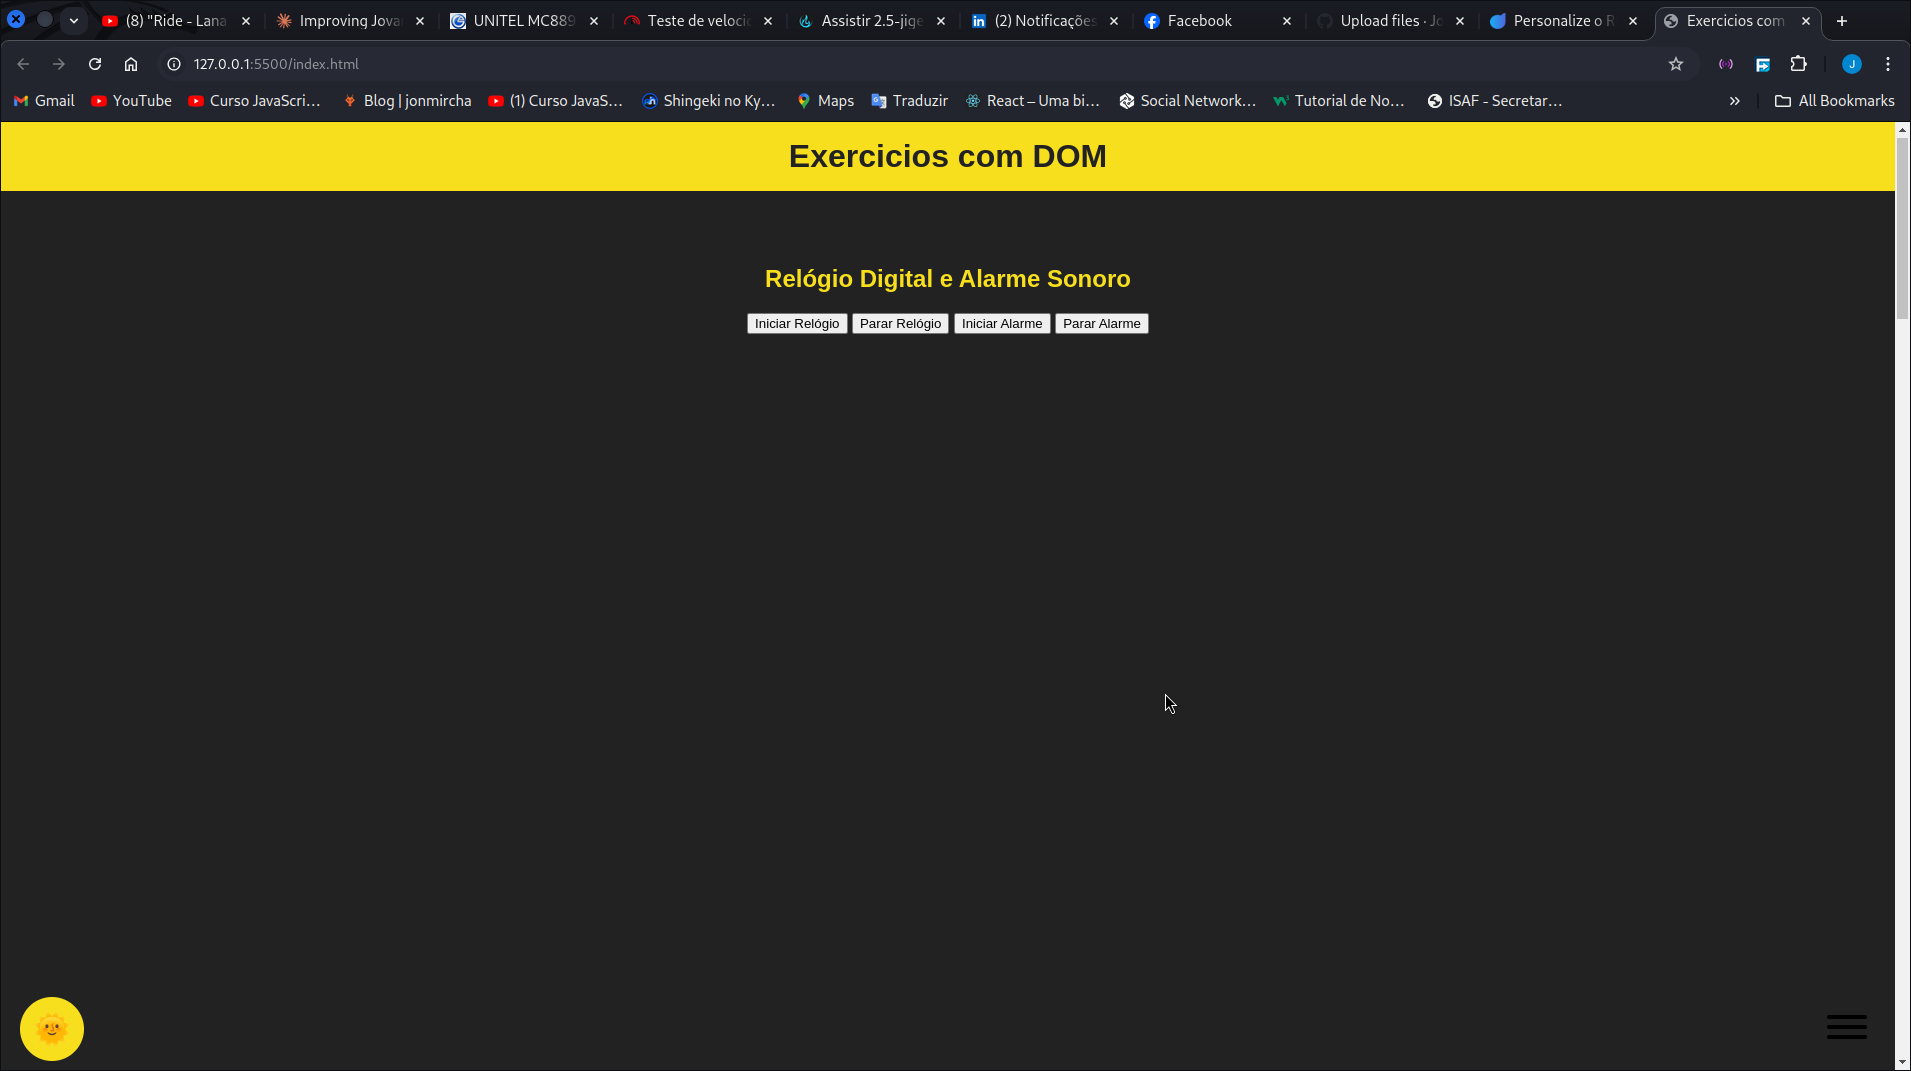 (8) "Ride - Lana
Improving Jova
UNITEL MC889
Teste de veloci
Assistir 2.5-jige
(2) Notificações
Facebook
Upload files · Jo
Personalize o R
Exercicios com
127.0.0.1:5500/index.html
J
Gmail
YouTube
Curso JavaScri...
Blog | jonmircha
(1) Curso JavaS...
Shingeki no Ky...
Maps
Traduzir
React – Uma bi...
Social Network...
Tutorial de No...
ISAF - Secretar...
All Bookmarks
Exercicios com DOM
Relógio Digital e Alarme Sonoro
Iniciar Relógio Parar Relógio Iniciar Alarme Parar Alarme